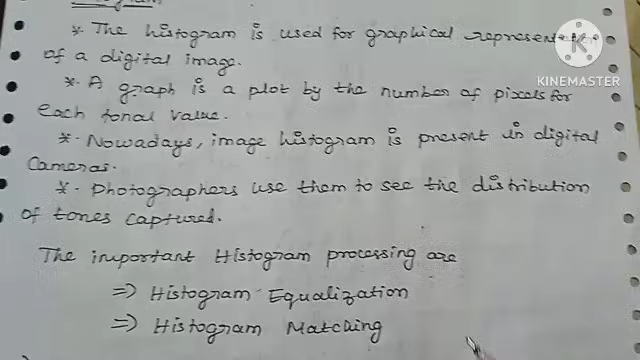 * The histogram is used for graphical
of a digital image.
* A graph is a plot by the number of pixels for
each tonal value.
*. Nowadays, image histogram is present in digital
Cameras.
*. Photographers use them to see the distribution
of tones captured.
The important Histogram processing are
=> Histogram Equalization
=> Histogram Matching
KINEMASTER